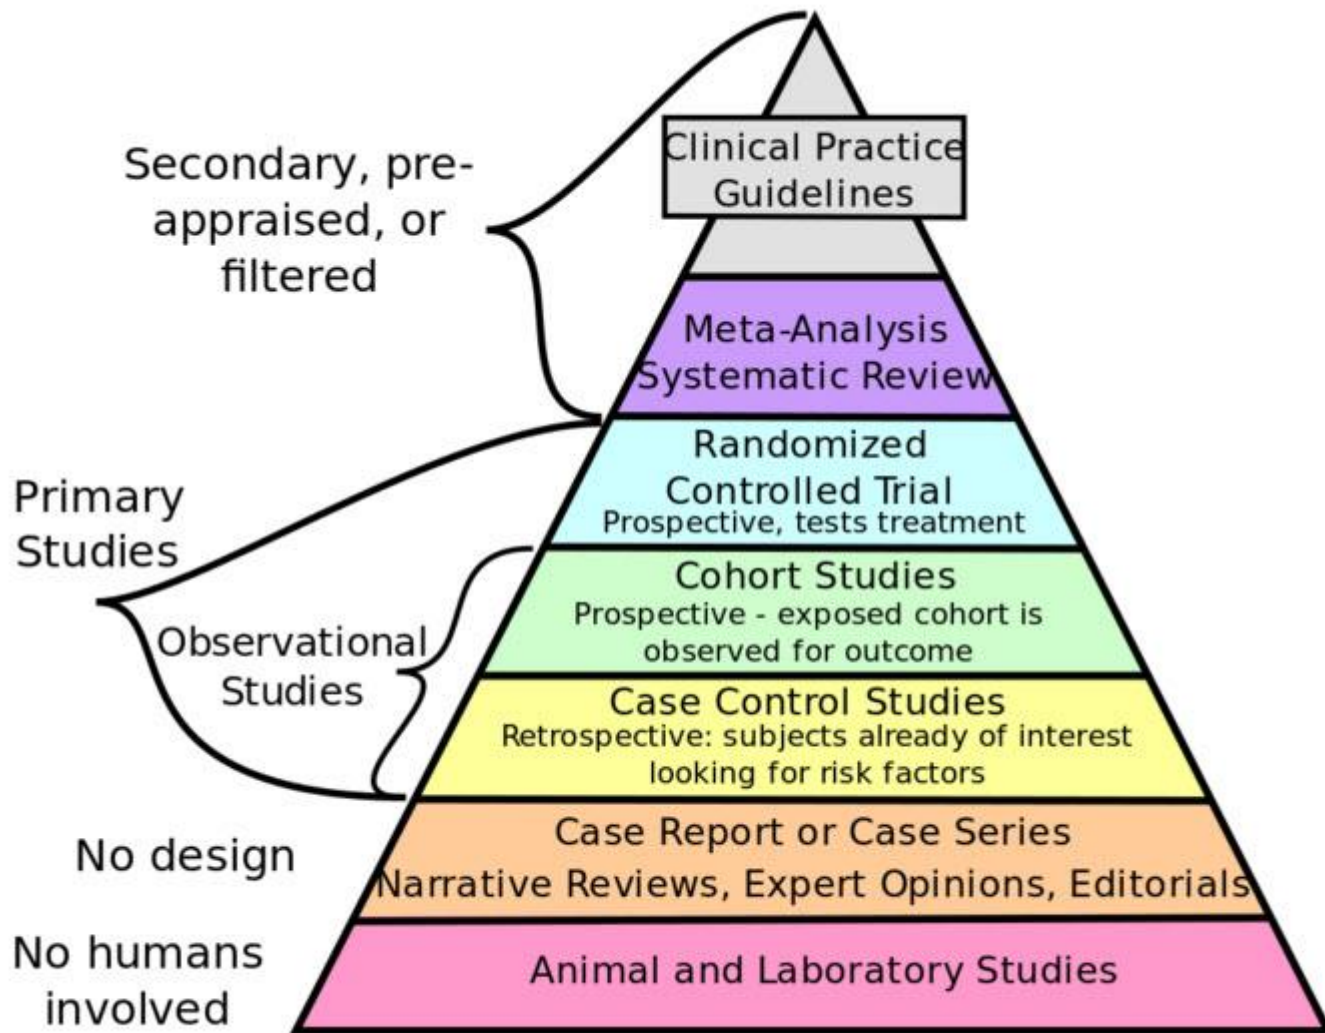 Secondary, pre-
appraised, or
filtered
Clinical Practice
Guidelines
Meta-Analysis
Systematic Review
Primary
Studies
Randomized
Controlled Trial
Prospective, tests treatment
Observational
Studies
Cohort Studies
Prospective - exposed cohort is
observed for outcome
Case Control Studies
Retrospective: subjects already of interest
looking for risk factors
No design
Case Report or Case Series
Narrative Reviews, Expert Opinions, Editorials
No humans
involved
Animal and Laboratory Studies